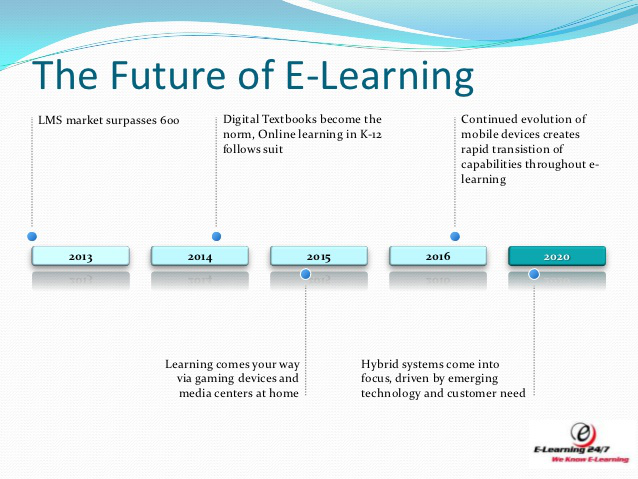 The Future of E-Learning
LMS market surpasses 600
Digital Textbooks become the
norm, Online learning in K-12
follows suit
Continued evolution of
mobile devices creates
rapid transistion of
capabilities throughout e-
learning
2013
2014
2015
2016
2020
Learning comes your way
via gaming devices and
media centers at home
Hybrid systems come into
focus, driven by emerging
technology and customer need
e
E-Learning 24/7
We Know E-Learning